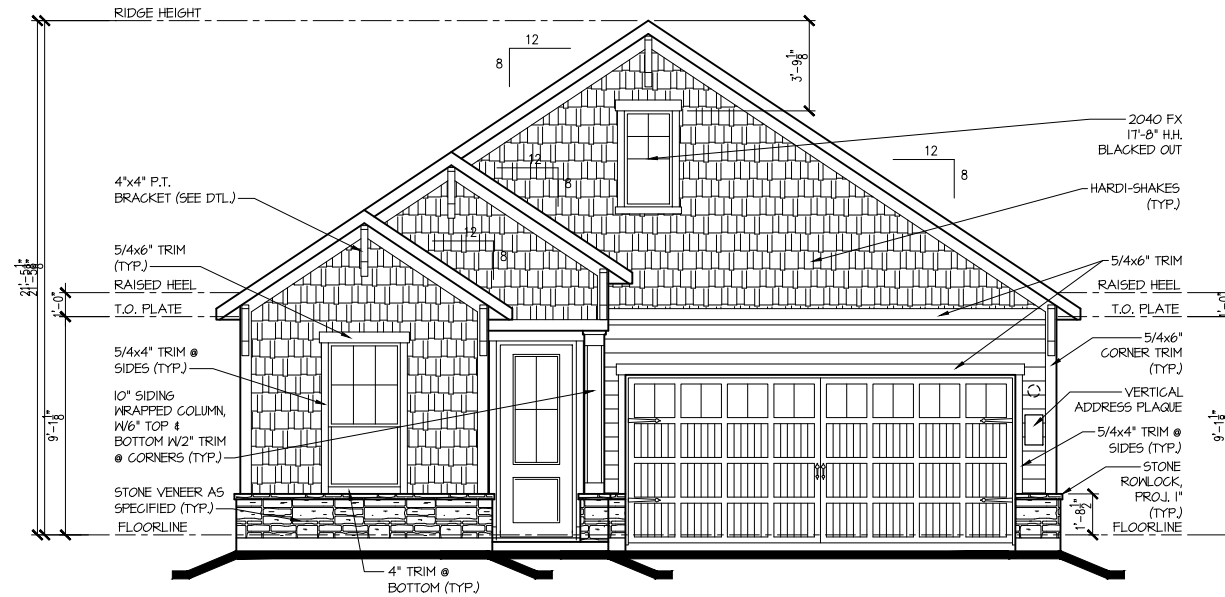 RIDGE HEIGHT
12
8
3'-9 1/8"
2040 FX
17'-8" H.H.
BLACKED OUT
12
8
12
8
4"x4" P.T.
BRACKET (SEE DTL.)
HARDI-SHAKES
(TYP.)
12
8
5/4x6" TRIM
(TYP.)
5/4x6" TRIM
RAISED HEEL
RAISED HEEL
1'-0"
1'-0"
T.O. PLATE
T.O. PLATE
5/4x4" TRIM @
SIDES (TYP.)
5/4x6"
CORNER TRIM
(TYP.)
10" SIDING
WRAPPED COLUMN,
W/6" TOP &
BOTTOM W/2" TRIM
@ CORNERS (TYP.)
VERTICAL
ADDRESS PLAQUE
9'-1 1/8"
9'-1 1/8"
5/4x4" TRIM @
SIDES (TYP.)
STONE VENEER AS
SPECIFIED (TYP.)
STONE
ROWLOCK,
PROJ. 1"
(TYP.)
1'-8 1/2"
FLOORLINE
FLOORLINE
4" TRIM @
BOTTOM (TYP.)